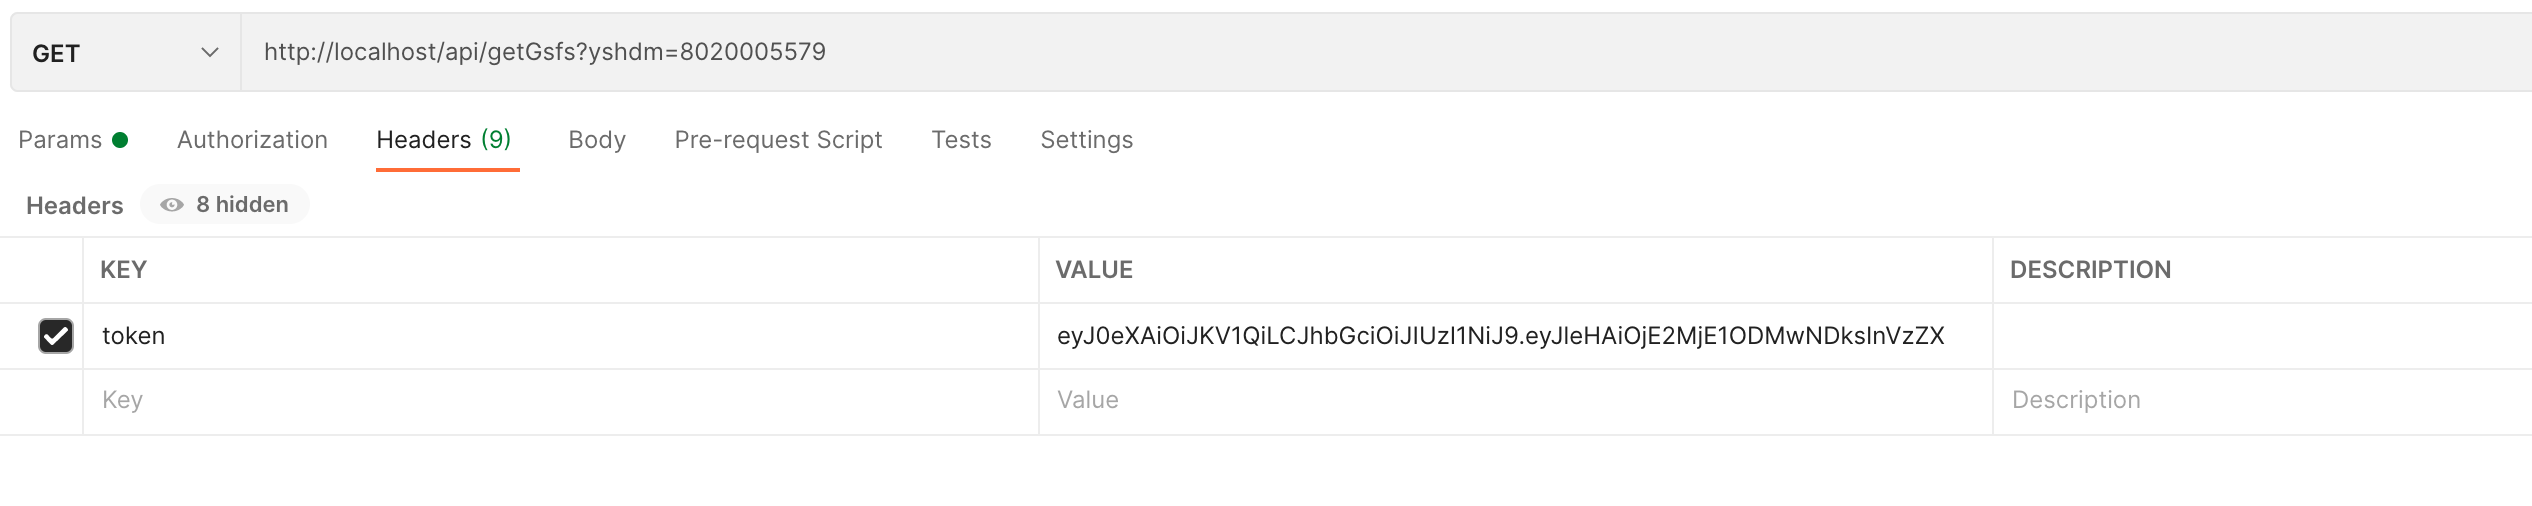 GET http://localhost/api/getGsfs?yshdm=8020005579
Params Authorization Headers (9) Body Pre-request Script Tests Settings
Headers 8 hidden
KEY VALUE DESCRIPTION
token eyJ0eXAiOiJKV1QiLCJhbGciOiJIUzI1NiJ9.eyJleHAiOjE2MjE1ODMwNDksInVzZX
Key Value Description